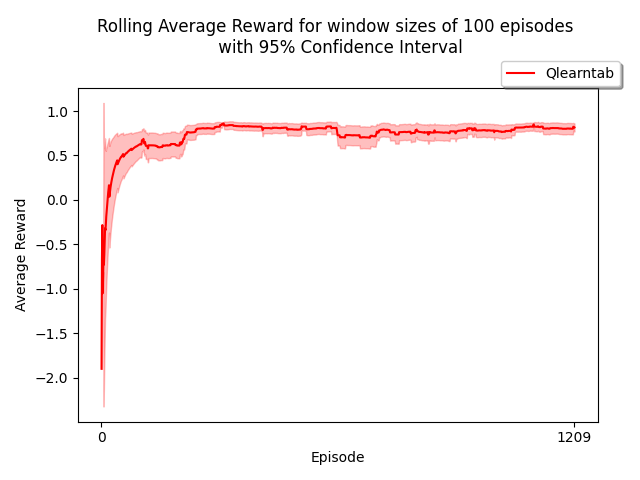 Rolling Average Reward for window sizes of 100 episodes
with 95% Confidence Interval
Qlearntab
1.0
0.5
0.0
−0.5
−1.0
−1.5
−2.0
Average Reward
0
1209
Episode